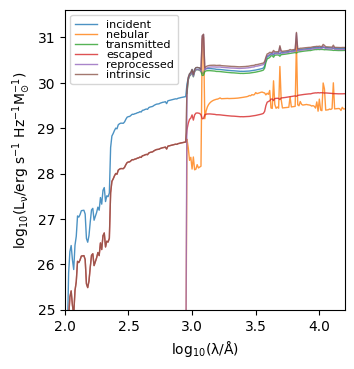 incident
nebular
transmitted
escaped
reprocessed
intrinsic
31
30
29
28
27
26
25
2.0 2.5 3.0 3.5 4.0
log₁₀(λ/Å)
log₁₀(Lν/erg s⁻¹ Hz⁻¹M⊙⁻¹)